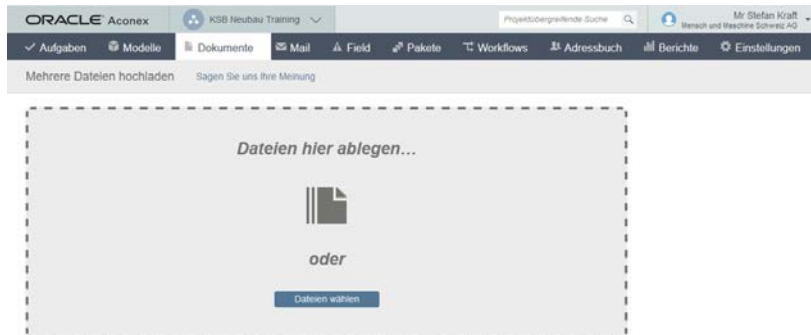 ORACLE Aconex KSB Neubau Training Projektübergreifende Suche Mr Stefan Kraft
Mensch und Maschine Schweiz AG
Aufgaben Modelle Dokumente Mail Field Pakete Workflows Adressbuch Berichte Einstellungen
Mehrere Dateien hochladen Sagen Sie uns Ihre Meinung
Dateien hier ablegen...
oder
Dateien wählen